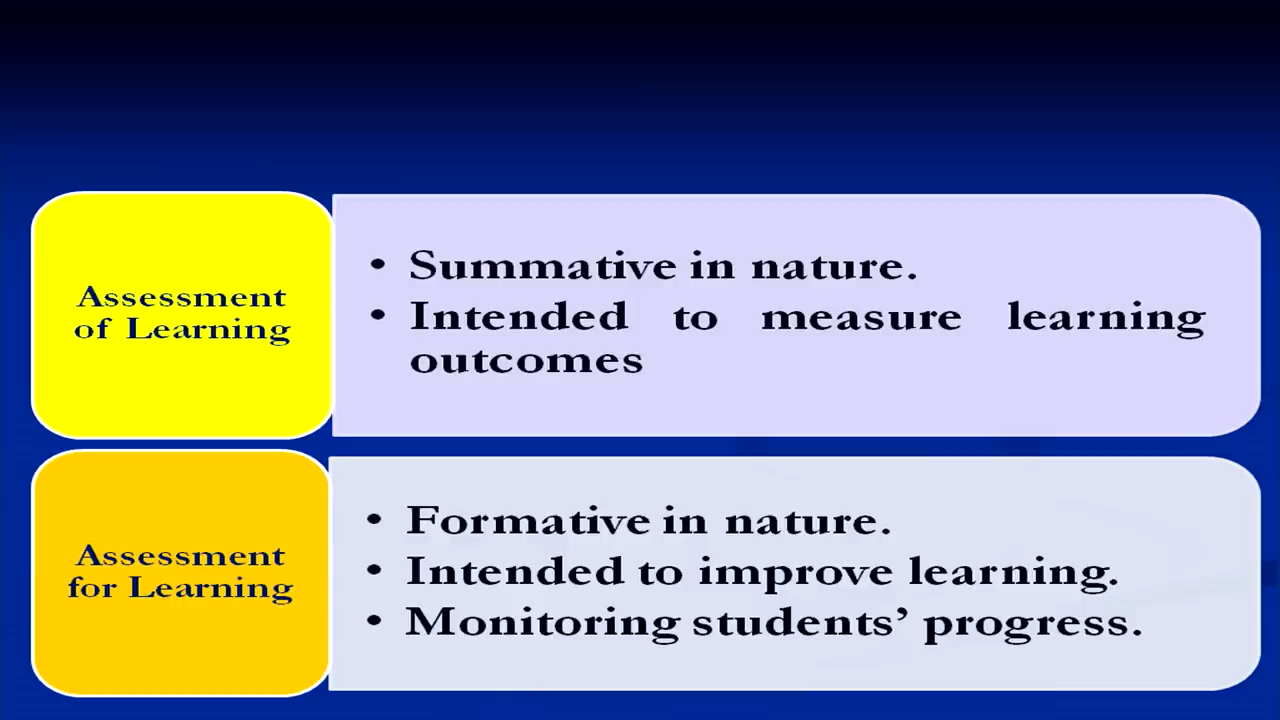 Assessment
of Learning
• Summative in nature.
• Intended to measure learning
outcomes
Assessment
for Learning
• Formative in nature.
• Intended to improve learning.
• Monitoring students’ progress.